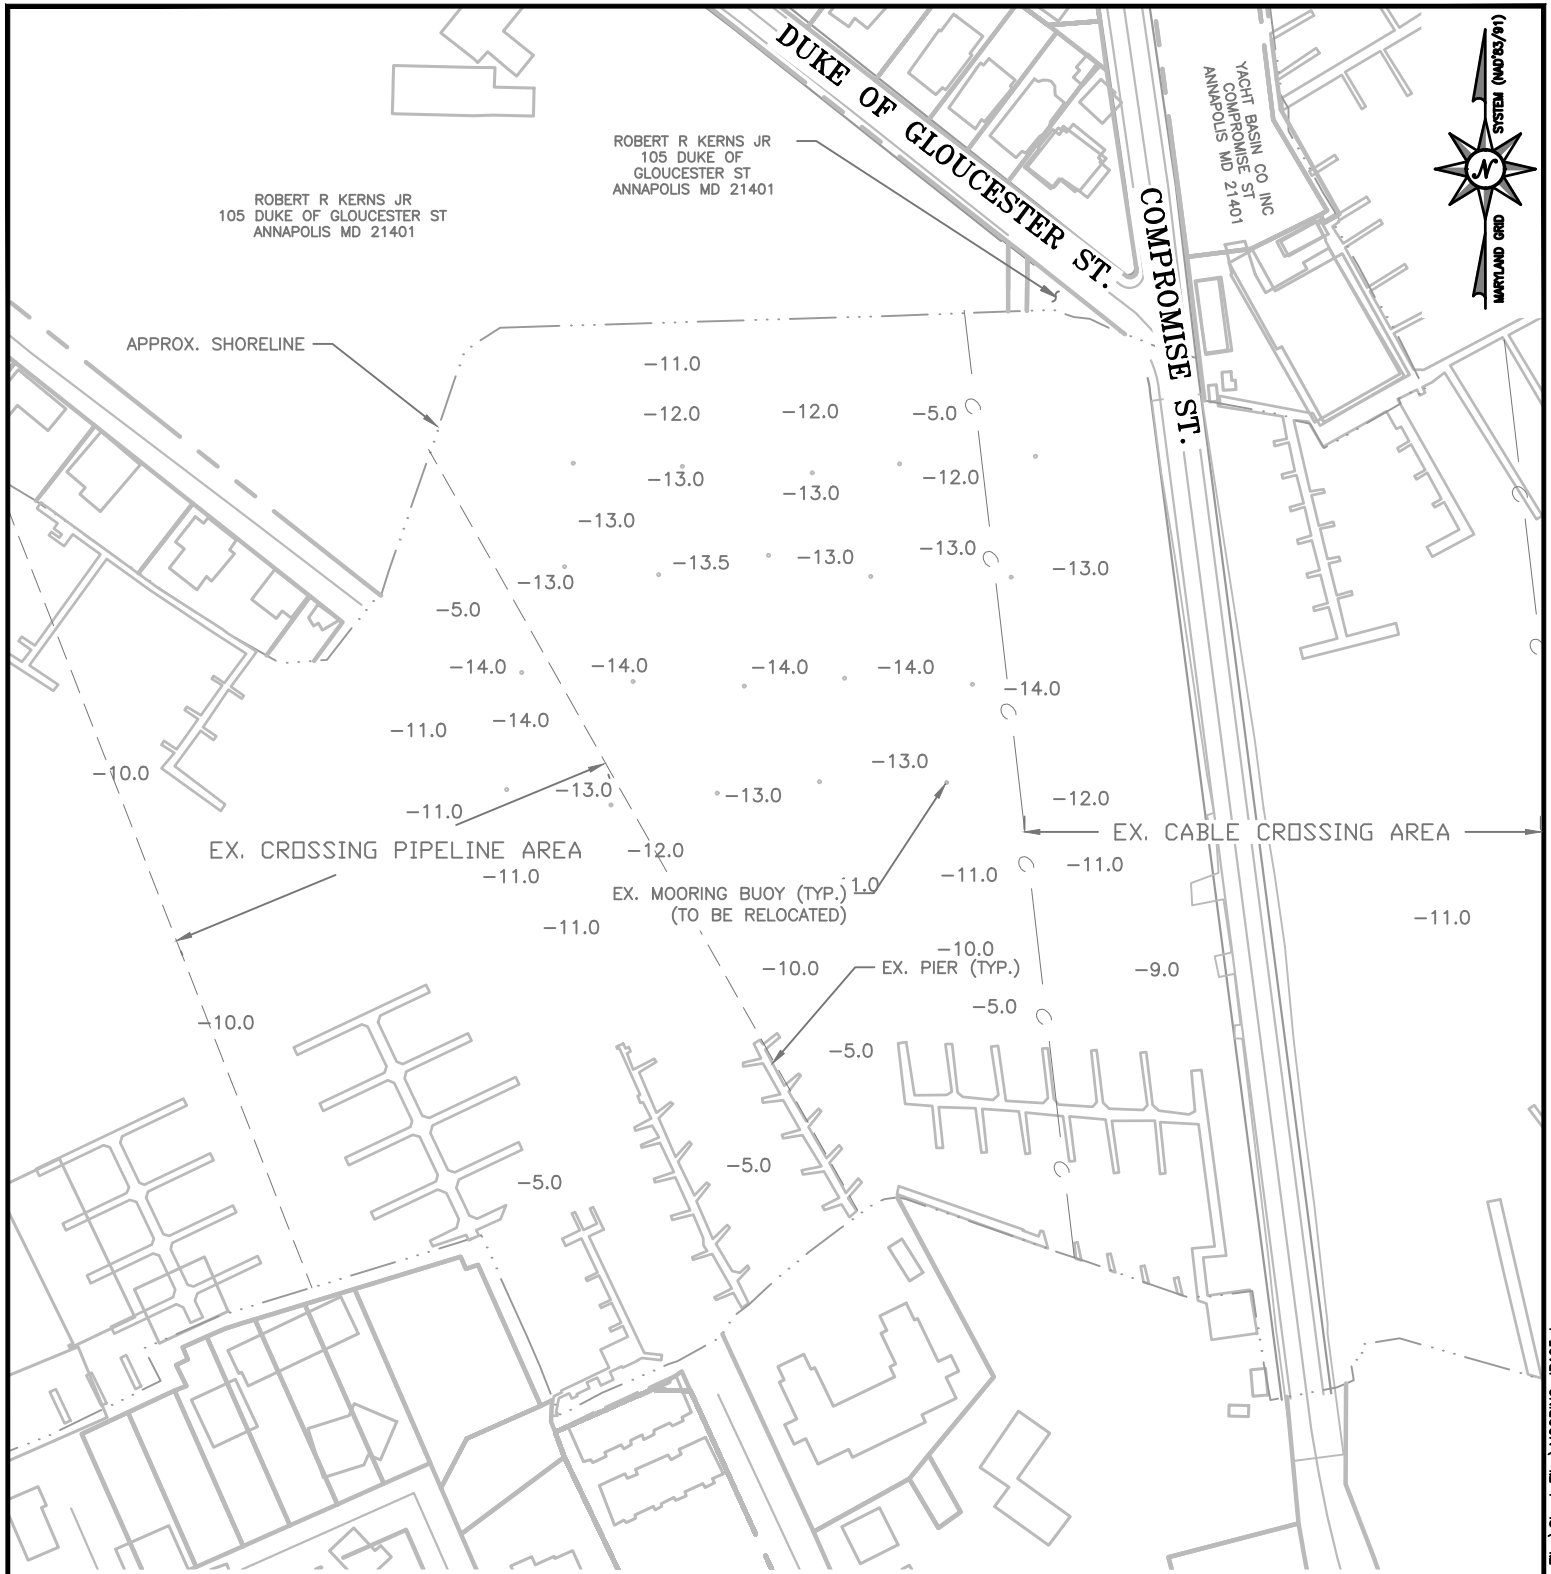 DUKE OF GLOUCESTER ST.
COMPROMISE ST.
YACHT BASIN CO INC
COMPROMISE ST
ANNAPOLIS MD 21401
MARYLAND GRID
N
SYSTEM (NAD'83/91)
ROBERT R KERNS JR
105 DUKE OF
GLOUCESTER ST
ANNAPOLIS MD 21401
ROBERT R KERNS JR
105 DUKE OF GLOUCESTER ST
ANNAPOLIS MD 21401
APPROX. SHORELINE
-11.0
-12.0 -12.0 -5.0 C
-13.0 -13.0 -12.0 C
-13.0
-13.5 -13.0 -13.0 C -13.0
-13.0
-5.0
C
-14.0 -14.0 -14.0 -14.0 -14.0
C
-11.0 -14.0
-10.0 -13.0
-11.0 -13.0 -13.0 -12.0
EX. CABLE CROSSING AREA
EX. CROSSING PIPELINE AREA
-12.0
-11.0 -11.0 C -11.0
EX. MOORING BUOY (TYP.)
1.0
(TO BE RELOCATED)
-11.0 -11.0
-10.0
-10.0 EX. PIER (TYP.) -9.0
-5.0 C
-10.0
-5.0
-5.0 C
-5.0